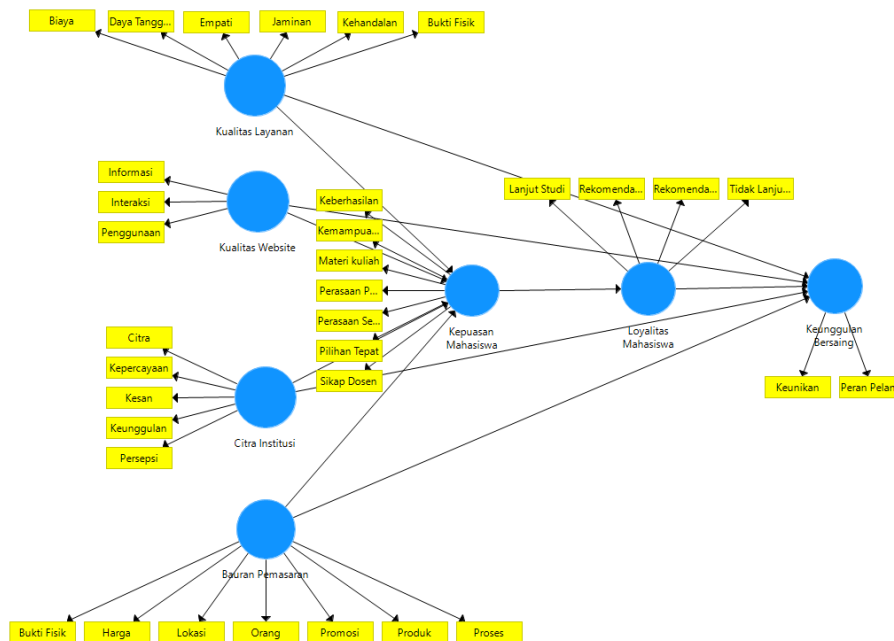 Biaya
Daya Tangg...
Empati
Jaminan
Kehandalan
Bukti Fisik
Kualitas Layanan
Informasi
Interaksi
Penggunaan
Kualitas Website
Keberhasilan
Kemampua...
Materi kuliah
Perasaan P...
Perasaan Se...
Pilihan Tepat
Sikap Dosen
Kepuasan
Mahasiswa
Lanjut Studi
Rekomenda...
Rekomenda...
Tidak Lanju...
Loyalitas
Mahasiswa
Keunggulan
Bersaing
Keunikan
Peran Pelan
Citra
Kepercayaan
Kesan
Keunggulan
Persepsi
Citra Institusi
Bauran Pemasaran
Bukti Fisik
Harga
Lokasi
Orang
Promosi
Produk
Proses